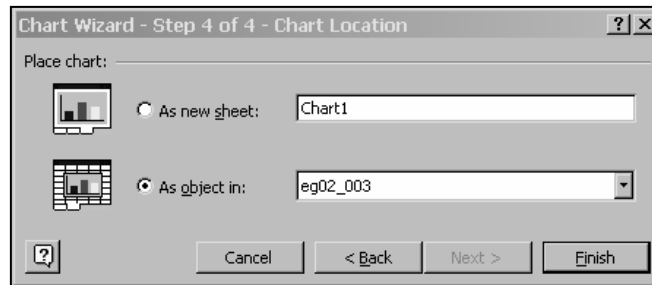 Chart Wizard - Step 4 of 4 - Chart Location ? x
Place chart:
As new sheet: Chart1
As object in: eg02_003
? Cancel < Back Next > Finish